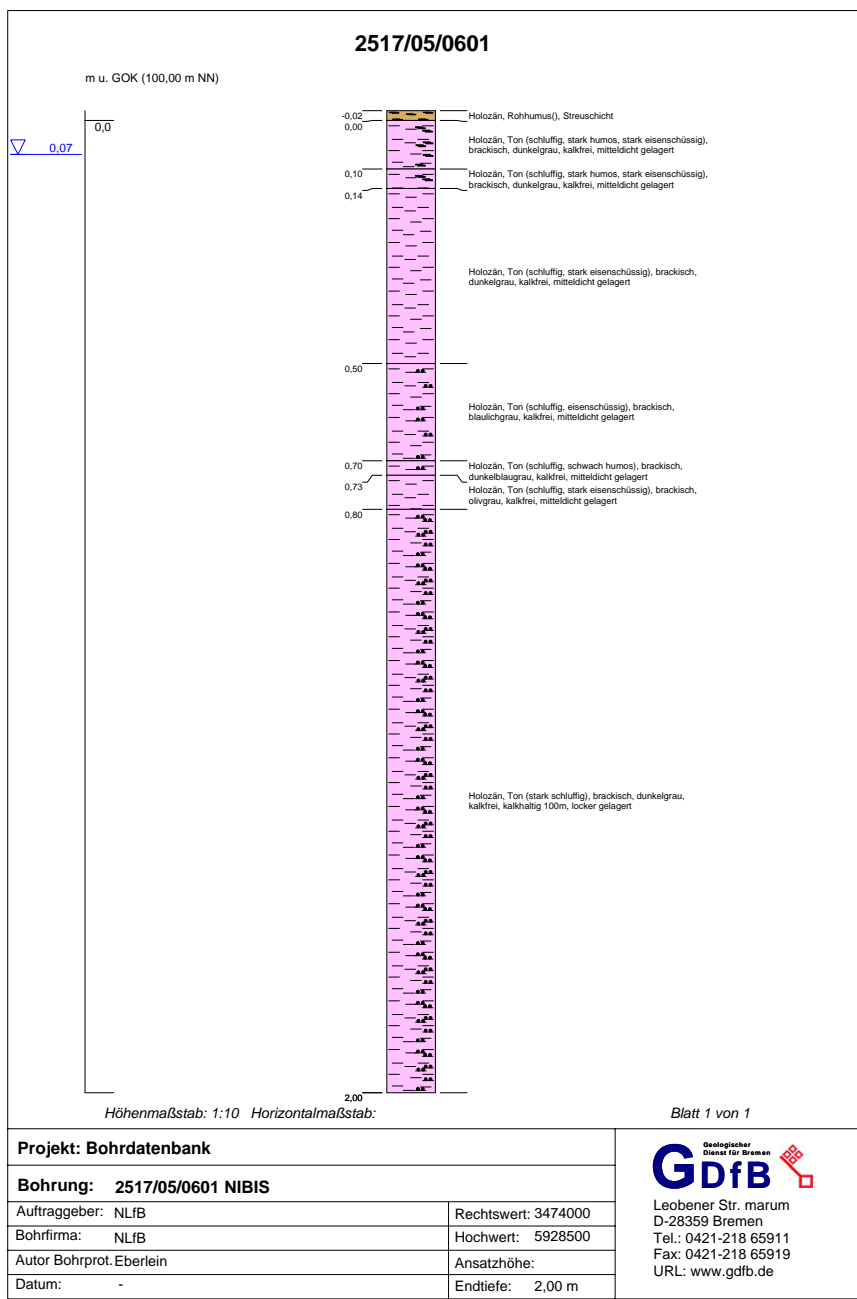 2517/05/0601
m u. GOK (100,00 m NN)
0,0
0,07
-0,02
Holozän, Rohhumus(), Streuschicht
0,00
Holozän, Ton (schluffig, stark humos, stark eisenschüssig),
brackisch, dunkelgrau, kalkfrei, mitteldicht gelagert
0,10
Holozän, Ton (schluffig, stark humos, stark eisenschüssig),
brackisch, dunkelgrau, kalkfrei, mitteldicht gelagert
0,14
Holozän, Ton (schluffig, stark eisenschüssig), brackisch,
dunkelgrau, kalkfrei, mitteldicht gelagert
0,50
Holozän, Ton (schluffig, eisenschüssig), brackisch,
blaulichgrau, kalkfrei, mitteldicht gelagert
0,70
Holozän, Ton (schluffig, schwach humos), brackisch,
dunkelblaugrau, kalkfrei, mitteldicht gelagert
0,73
Holozän, Ton (schluffig, stark eisenschüssig), brackisch,
olivgrau, kalkfrei, mitteldicht gelagert
0,80
Holozän, Ton (stark schluffig), brackisch, dunkelgrau,
kalkfrei, kalkhaltig 100m, locker gelagert
2,00
Höhenmaßstab: 1:10 Horizontalmaßstab:
Blatt 1 von 1
Projekt: Bohrdatenbank
Bohrung: 2517/05/0601 NIBIS
Auftraggeber: NLfB
Rechtswert: 3474000
Bohrfirma: NLfB
Hochwert: 5928500
Autor Bohrprot. Eberlein
Ansatzhöhe:
Datum: -
Endtiefe: 2,00 m
Geologischer
Dienst für Bremen
GDfB
Leobener Str. marum
D-28359 Bremen
Tel.: 0421-218 65911
Fax: 0421-218 65919
URL: www.gdfb.de